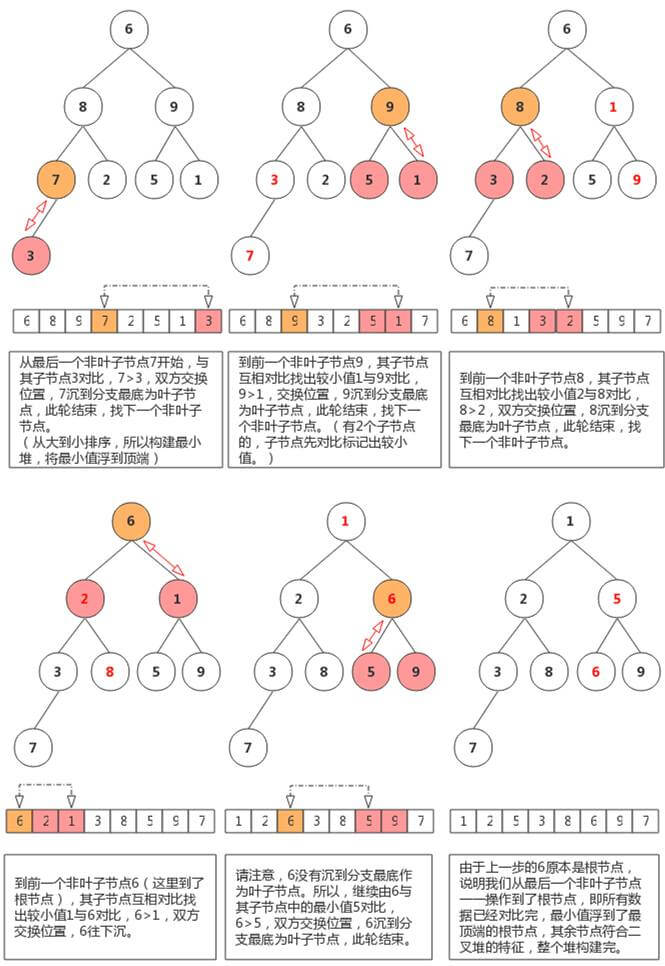 6
6
6
8
9
8
9
8
1
7
2
5
1
3
2
5
1
3
2
5
9
3
7
7
6 8 9 7 2 5 1 3
6 8 9 3 2 5 1 7
6 8 1 3 2 5 9 7
从最后一个非叶子节点7开始，与
其子节点3对比，7>3，双方交换
位置，7沉到分支最底为叶子节
点，此轮结束，找下一个非叶子
节点。
（从大到小排序，所以构建最小
堆，将最小值浮到顶端）
到前一个非叶子节点9，其子节点
互相对比找出较小值1与9对比，
9>1，交换位置，9沉到分支最底
为叶子节点，此轮结束，找下一
个非叶子节点。（有2个子节点
的，子节点先对比标记出较小
值。）
到前一个非叶子节点8，其子节点
互相对比找出较小值2与8对比，
8>2，双方交换位置，8沉到分支
最底为叶子节点，此轮结束，找
下一个非叶子节点。
6
1
1
2
1
2
6
2
5
3
8
5
9
3
8
5
9
3
8
6
9
7
7
7
6 2 1 3 8 5 9 7
1 2 6 3 8 5 9 7
1 2 5 3 8 6 9 7
到前一个非叶子节点6（这里到了
根节点），其子节点互相对比找
出较小值1与6对比，6>1，双方
交换位置，6往下沉。
请注意，6没有沉到分支最底作
为叶子节点。所以，继续由6与
其子节点中的最小值5对比，
6>5，双方交换位置，6沉到分
支最底为叶子节点，此轮结束。
由于上一步的6原本是根节点，
说明我们从最后一个非叶子节点
一一操作到了根节点，即所有数
据已经对比完，最小值浮到了最
顶端的根节点，其余节点符合二
叉堆的特征，整个堆构建完。